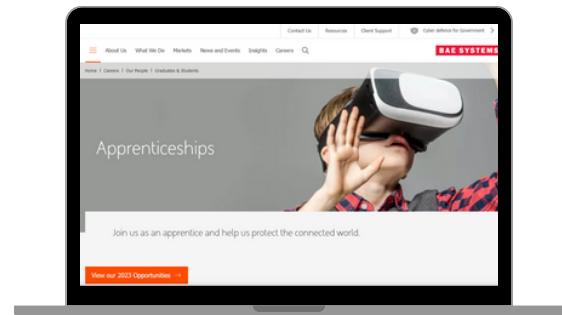 Contact Us Resources Client Support Cyber defence for Government
About Us What We Do Markets News and Events Insights Careers BAE SYSTEMS
Home Careers Our People Graduates & Students
Apprenticeships
Join us as an apprentice and help us protect the connected world.
View our 2023 Opportunities →